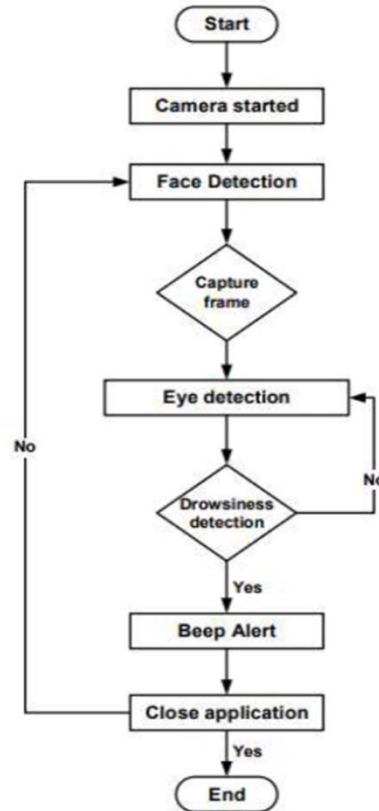 Start
Camera started
Face Detection
Capture
frame
Eye detection
No
Drowsiness
detection
No
Yes
Beep Alert
Close application
Yes
End